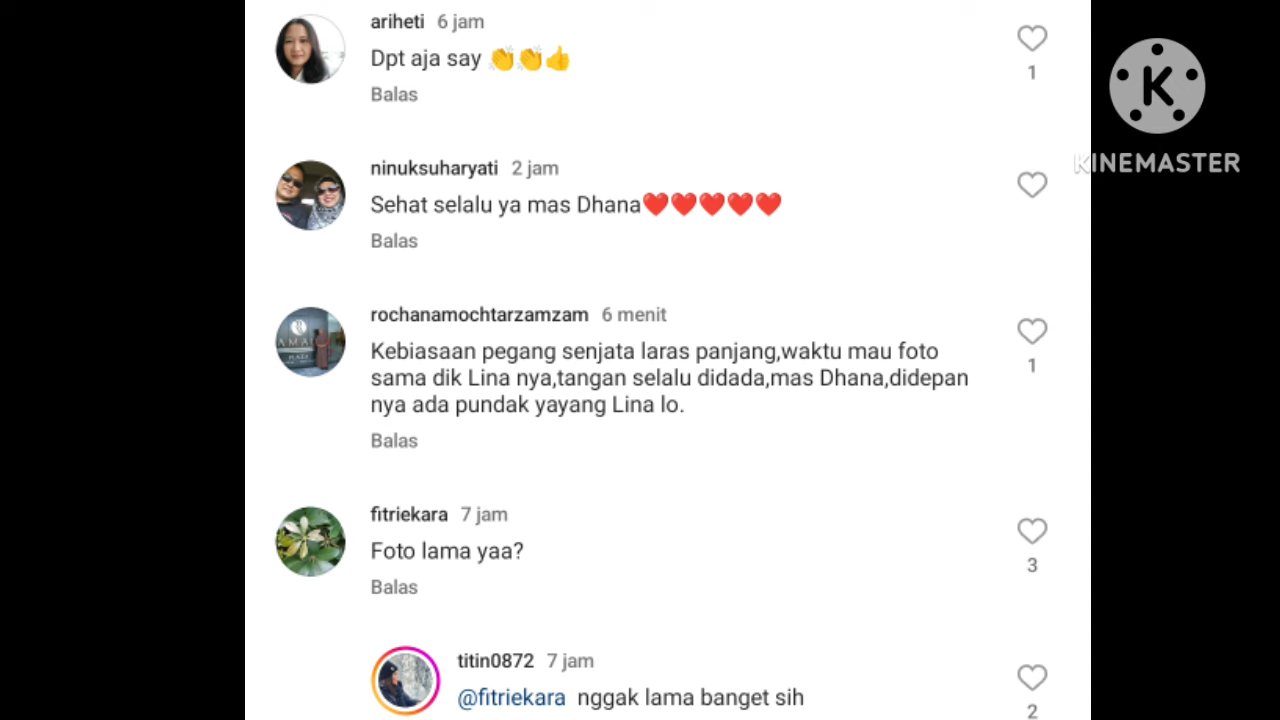 ariheti 6 jam
Dpt aja say 👏👏👍
1
Balas
ninuksuharyati 2 jam
Sehat selalu ya mas Dhana❤️❤️❤️❤️❤️
Balas
rochanamochtarzamzam 6 menit
Kebiasaan pegang senjata laras panjang,waktu mau foto
sama dik Lina nya,tangan selalu didada,mas Dhana,didepan
nya ada pundak yayang Lina lo.
1
Balas
fitriekara 7 jam
Foto lama yaa?
3
Balas
titin0872 7 jam
@fitriekara nggak lama banget sih
2
K
KINEMASTER